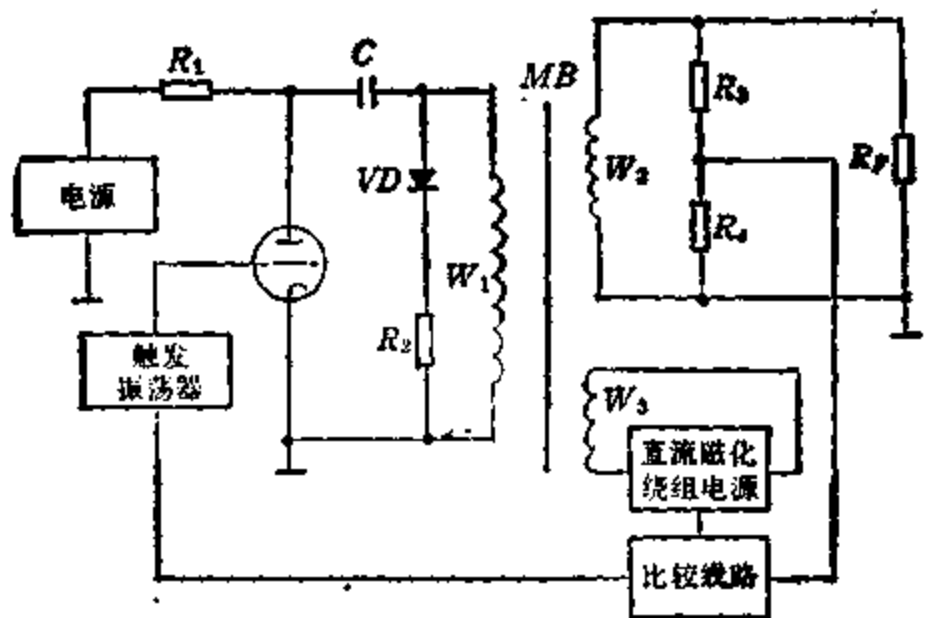 R₁
C
MB
R₃
VD
W₂
R_F
电源
R₄
W₁
R₂
触发
振荡器
W₃
直流磁化
绕组电源
比较线路